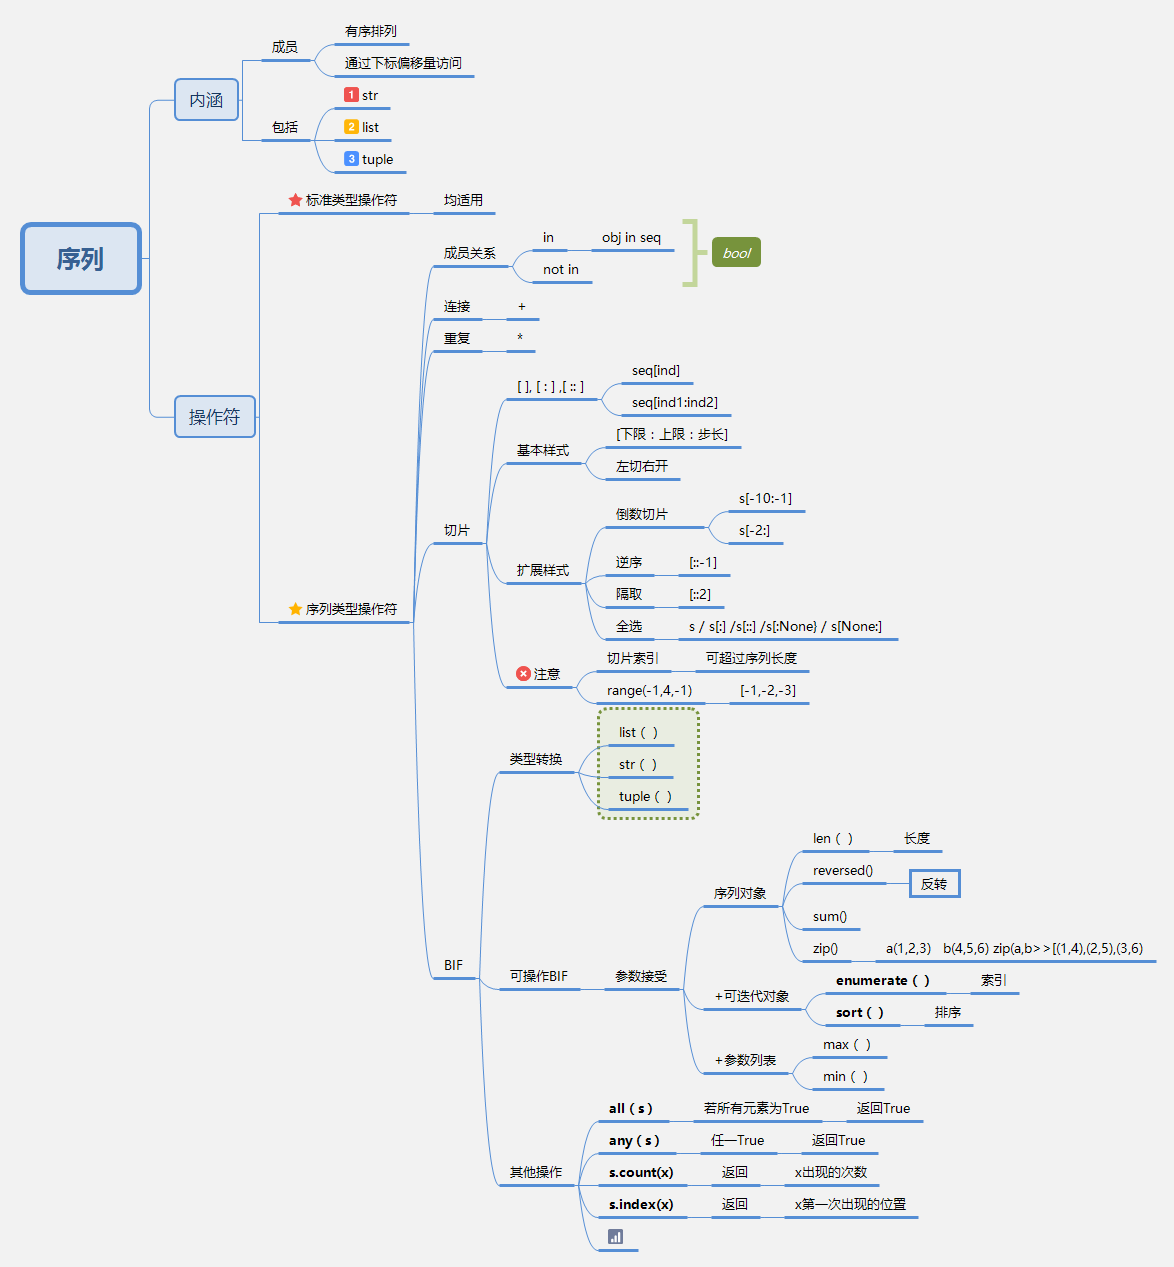 序列
内涵
成员
有序排列
通过下标偏移量访问
包括
1 str
2 list
3 tuple
操作符
标准类型操作符
均适用
序列类型操作符
成员关系
in
obj in seq
not in
bool
连接
+
重复
*
切片
[ ], [ : ] ,[ :: ]
seq[ind]
seq[ind1:ind2]
基本样式
[下限：上限：步长]
左切右开
扩展样式
倒数切片
s[-10:-1]
s[-2:]
逆序
[::-1]
隔取
[::2]
全选
s / s[:] /s[::] /s[:None} / s[None:]
注意
切片索引
可超过序列长度
range(-1,4,-1)
[-1,-2,-3]
BIF
类型转换
list（ ）
str（ ）
tuple（ ）
可操作BIF
参数接受
序列对象
len（ ）
长度
reversed()
反转
sum()
zip()
a(1,2,3) b(4,5,6) zip(a,b>>[(1,4),(2,5),(3,6)
+可迭代对象
enumerate（ ）
索引
sort（ ）
排序
+参数列表
max（ ）
min（ ）
其他操作
all（s）
若所有元素为True
返回True
any（s）
任一True
返回True
s.count(x)
返回
x出现的次数
s.index(x)
返回
x第一次出现的位置